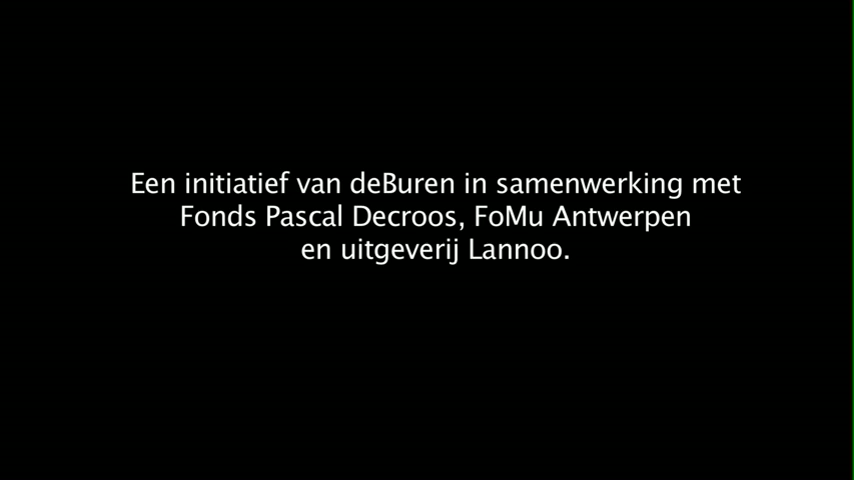 Een initiatief van deBuren in samenwerking met
Fonds Pascal Decroos, FoMu Antwerpen
en uitgeverij Lannoo.